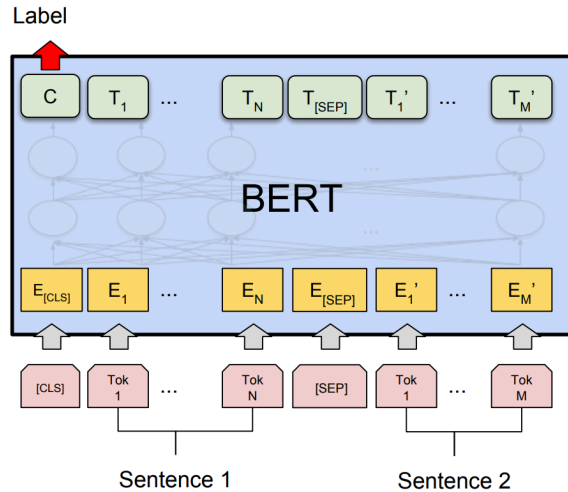 Label
C T1 ... TN T[SEP] T1' ... TM'
...
BERT
...
E[CLS] E1 ... EN E[SEP] E1' ... EM'
[CLS] Tok 1 ... Tok N [SEP] Tok 1 ... Tok M
Sentence 1 Sentence 2